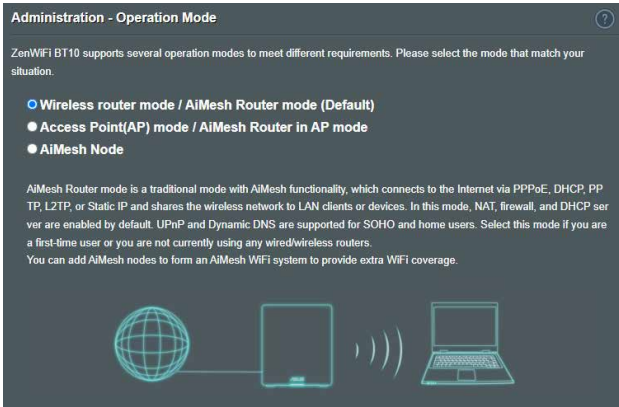 Administration - Operation Mode
?
ZenWiFi BT10 supports several operation modes to meet different requirements. Please select the mode that match your
situation.
Wireless router mode / AiMesh Router mode (Default)
Access Point(AP) mode / AiMesh Router in AP mode
AiMesh Node
AiMesh Router mode is a traditional mode with AiMesh functionality, which connects to the Internet via PPPoE, DHCP, PP
TP, L2TP, or Static IP and shares the wireless network to LAN clients or devices. In this mode, NAT, firewall, and DHCP ser
ver are enabled by default. UPnP and Dynamic DNS are supported for SOHO and home users. Select this mode if you are
a first-time user or you are not currently using any wired/wireless routers.
You can add AiMesh nodes to form an AiMesh WiFi system to provide extra WiFi coverage.